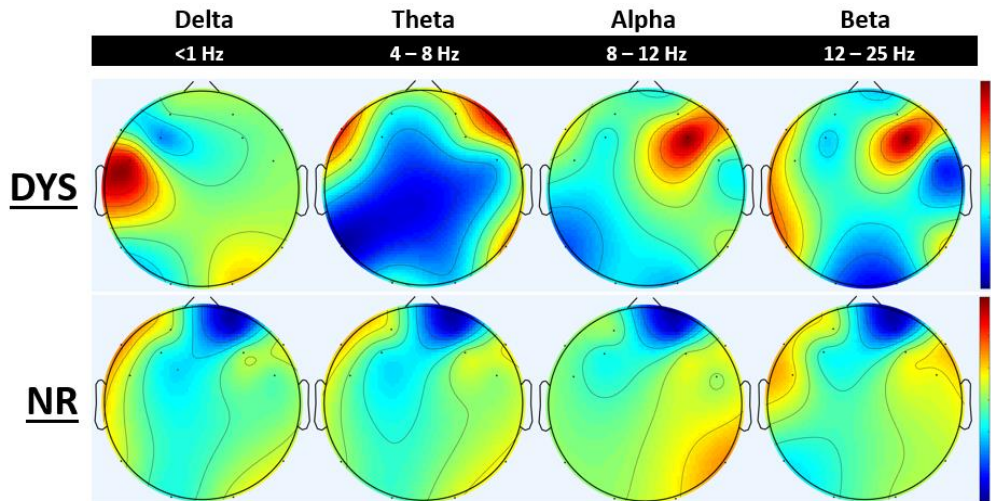 Delta Theta Alpha Beta
<1 Hz 4 – 8 Hz 8 – 12 Hz 12 – 25 Hz
DYS
NR